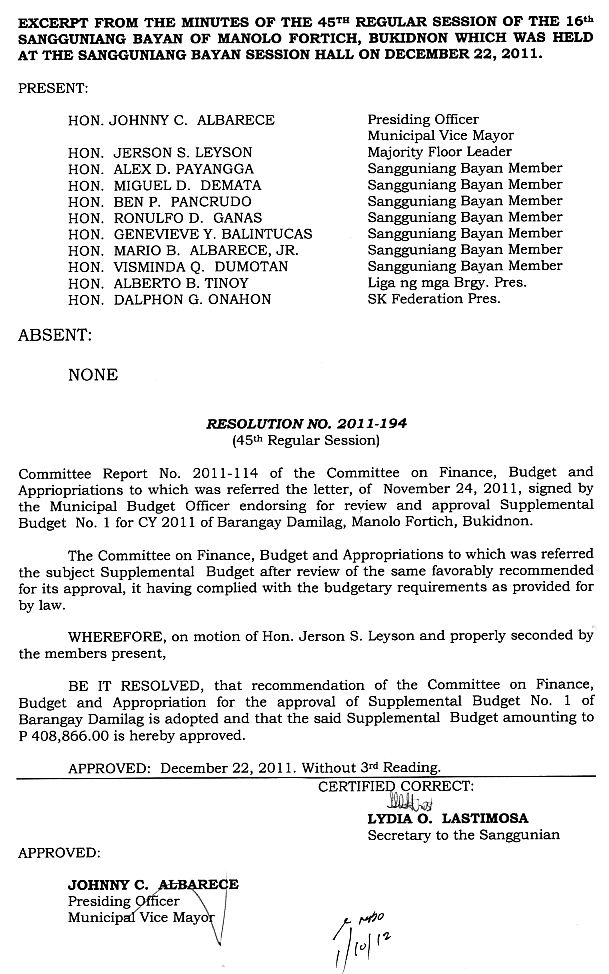 EXCERPT FROM THE MINUTES OF THE 45TH REGULAR SESSION OF THE 16th
SANGGUNIANG BAYAN OF MANOLO FORTICH, BUKIDNON WHICH WAS HELD
AT THE SANGGUNIANG BAYAN SESSION HALL ON DECEMBER 22, 2011.
PRESENT:
HON. JOHNNY C. ALBARECE Presiding Officer
Municipal Vice Mayor
HON. JERSON S. LEYSON Majority Floor Leader
HON. ALEX D. PAYANGGA Sangguniang Bayan Member
HON. MIGUEL D. DEMATA Sangguniang Bayan Member
HON. BEN P. PANCRUDO Sangguniang Bayan Member
HON. RONULFO D. GANAS Sangguniang Bayan Member
HON. GENEVIEVE Y. BALINTUCAS Sangguniang Bayan Member
HON. MARIO B. ALBARECE, JR. Sangguniang Bayan Member
HON. VISMINDA Q. DUMOTAN Sangguniang Bayan Member
HON. ALBERTO B. TINOY Liga ng mga Brgy. Pres.
HON. DALPHON G. ONAHON SK Federation Pres.
ABSENT:
NONE
RESOLUTION NO. 2011-194
(45th Regular Session)
Committee Report No. 2011-114 of the Committee on Finance, Budget and
Appriopriations to which was referred the letter, of November 24, 2011, signed by
the Municipal Budget Officer endorsing for review and approval Supplemental
Budget No. 1 for CY 2011 of Barangay Damilag, Manolo Fortich, Bukidnon.
The Committee on Finance, Budget and Appropriations to which was referred
the subject Supplemental Budget after review of the same favorably recommended
for its approval, it having complied with the budgetary requirements as provided for
by law.
WHEREFORE, on motion of Hon. Jerson S. Leyson and properly seconded by
the members present,
BE IT RESOLVED, that recommendation of the Committee on Finance,
Budget and Appropriation for the approval of Supplemental Budget No. 1 of
Barangay Damilag is adopted and that the said Supplemental Budget amounting to
P 408,866.00 is hereby approved.
APPROVED: December 22, 2011. Without 3rd Reading.
CERTIFIED CORRECT:
LYDIA O. LASTIMOSA
Secretary to the Sanggunian
APPROVED:
JOHNNY C. ALBARECE
Presiding Officer
Municipal Vice Mayor
1/10/12